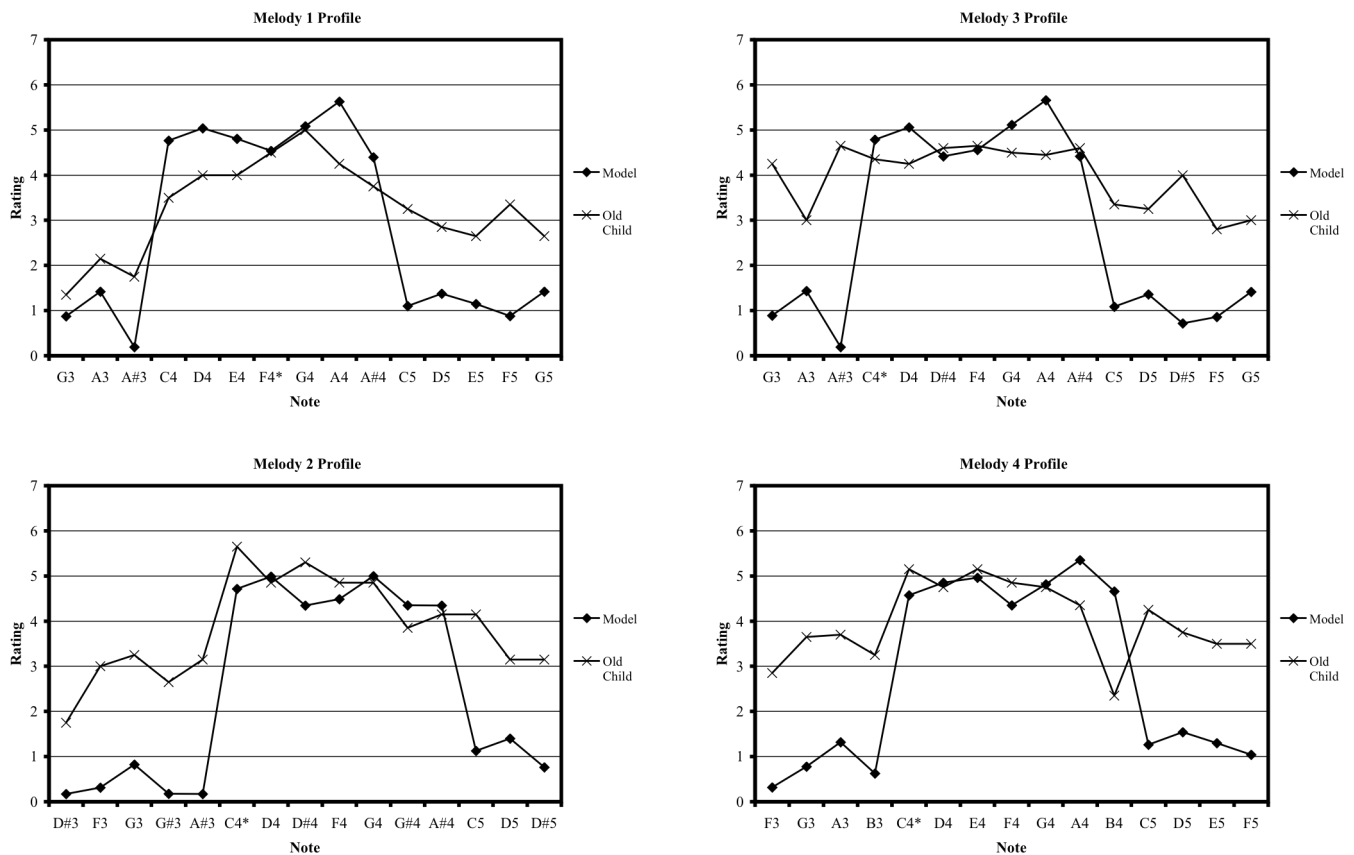 Melody 1 Profile
7
6
5
4
3
2
1
0
Rating
G3 A3 A#3 C4 D4 E4 F4* G4 A4 A#4 C5 D5 E5 F5 G5
Note
Model
Old
Child
Melody 3 Profile
7
6
5
4
3
2
1
0
Rating
G3 A3 A#3 C4* D4 D#4 F4 G4 A4 A#4 C5 D5 D#5 F5 G5
Note
Model
Old
Child
Melody 2 Profile
7
6
5
4
3
2
1
0
Rating
D#3 F3 G3 G#3 A#3 C4* D4 D#4 F4 G4 G#4 A#4 C5 D5 D#5
Note
Model
Old
Child
Melody 4 Profile
7
6
5
4
3
2
1
0
Rating
F3 G3 A3 B3 C4* D4 E4 F4 G4 A4 B4 C5 D5 E5 F5
Note
Model
Old
Child